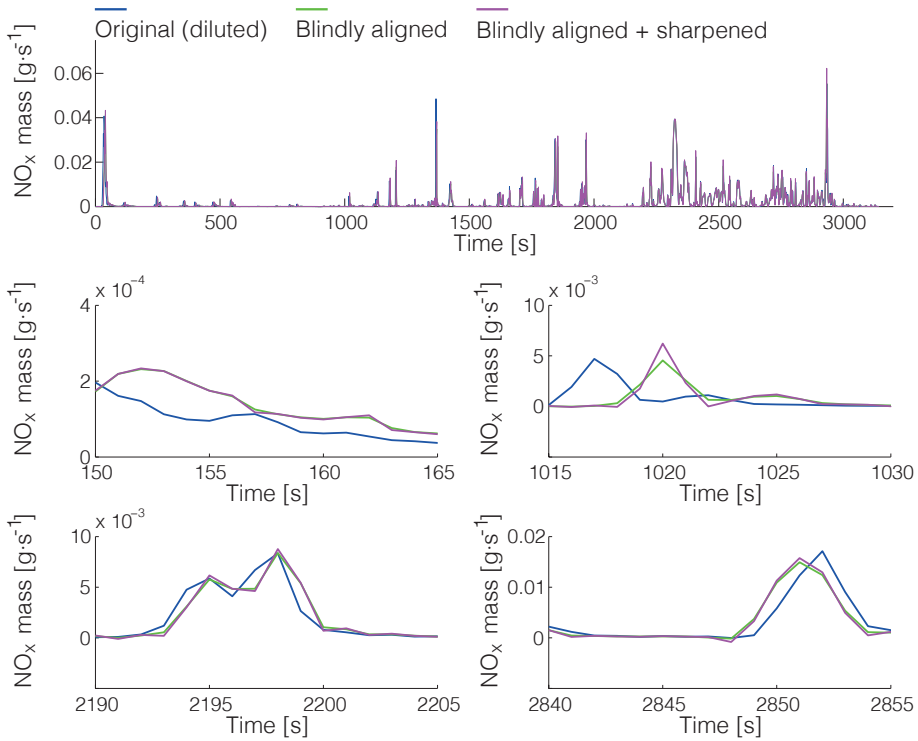 Original (diluted) Blindly aligned Blindly aligned + sharpened
NOx mass [g·s-1]
0.06
0.04
0.02
0
0 500 1000 1500 2000 2500 3000
Time [s]
x 10−4
NOx mass [g·s-1]
4
2
0
150 155 160 165
Time [s]
x 10−3
NOx mass [g·s-1]
10
5
0
1015 1020 1025 1030
Time [s]
x 10−3
NOx mass [g·s-1]
10
5
0
2190 2195 2200 2205
Time [s]
NOx mass [g·s-1]
0.02
0.01
0
2840 2845 2850 2855
Time [s]